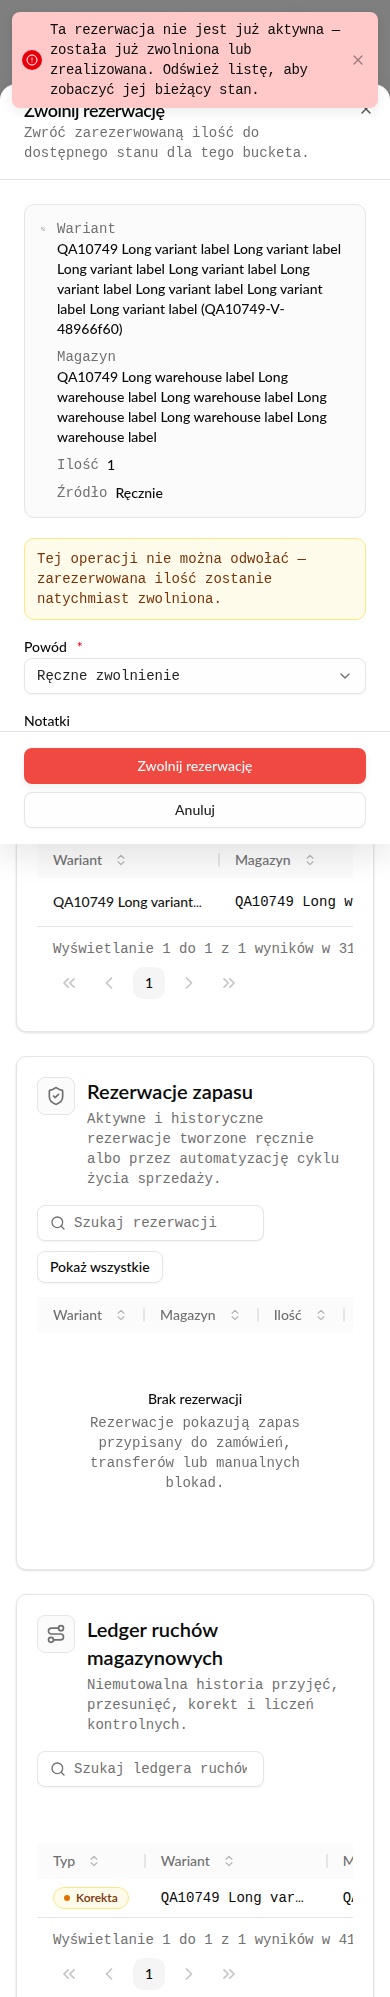 Ta rezerwacja nie jest już aktywna —
została już zwolniona lub
zrealizowana. Odśwież listę, aby
zobaczyć jej bieżący stan.
Zwolnij rezerwację
Zwróć zarezerwowaną ilość do
dostępnego stanu dla tego bucketa.
Wariant
QA10749 Long variant label Long variant label
Long variant label Long variant label Long
variant label Long variant label Long variant
label Long variant label (QA10749-V-
48966f60)
Magazyn
QA10749 Long warehouse label Long
warehouse label Long warehouse label Long
warehouse label Long warehouse label Long
warehouse label
Ilość 1
Źródło Ręcznie
Tej operacji nie można odwołać —
zarezerwowana ilość zostanie
natychmiast zwolniona.
Powód *
Ręczne zwolnienie
Notatki
Zwolnij rezerwację
Anuluj
Wariant Magazyn
QA10749 Long variant... QA10749 Long w
Wyświetlanie 1 do 1 z 1 wyników w 31
1
Rezerwacje zapasu
Aktywne i historyczne
rezerwacje tworzone ręcznie
albo przez automatyzację cyklu
życia sprzedaży.
Szukaj rezerwacji
Pokaż wszystkie
Wariant Magazyn Ilość
Brak rezerwacji
Rezerwacje pokazują zapas
przypisany do zamówień,
transferów lub manualnych
blokad.
Ledger ruchów
magazynowych
Niemutowalna historia przyjęć,
przesunięć, korekt i liczeń
kontrolnych.
Szukaj ledgera ruchów
Typ Wariant M
Korekta QA10749 Long var… QA
Wyświetlanie 1 do 1 z 1 wyników w 41
1